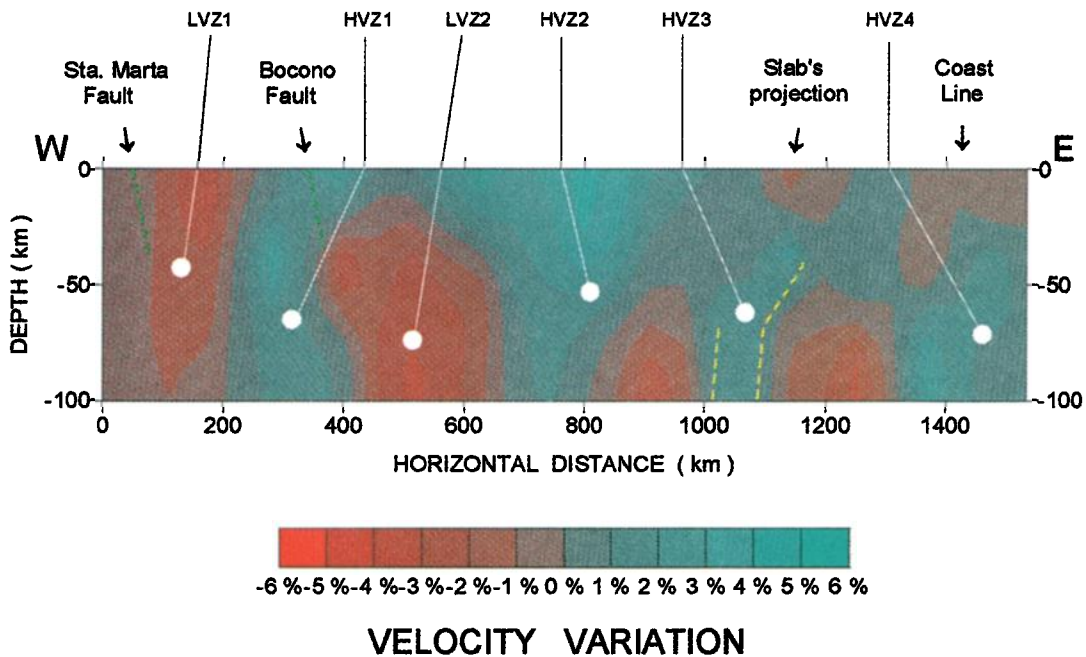 LVZ1 HVZ1 LVZ2 HVZ2 HVZ3 HVZ4
Sta. Marta
Fault
Bocono
Fault
Slab's
projection
Coast
Line
W E
0 0
-50 -50
-100 -100
DEPTH ( km )
0 200 400 600 800 1000 1200 1400
HORIZONTAL DISTANCE ( km )
-6 %-5 %-4 %-3 %-2 %-1 % 0 % 1 % 2 % 3 % 4 % 5 % 6 %
VELOCITY VARIATION